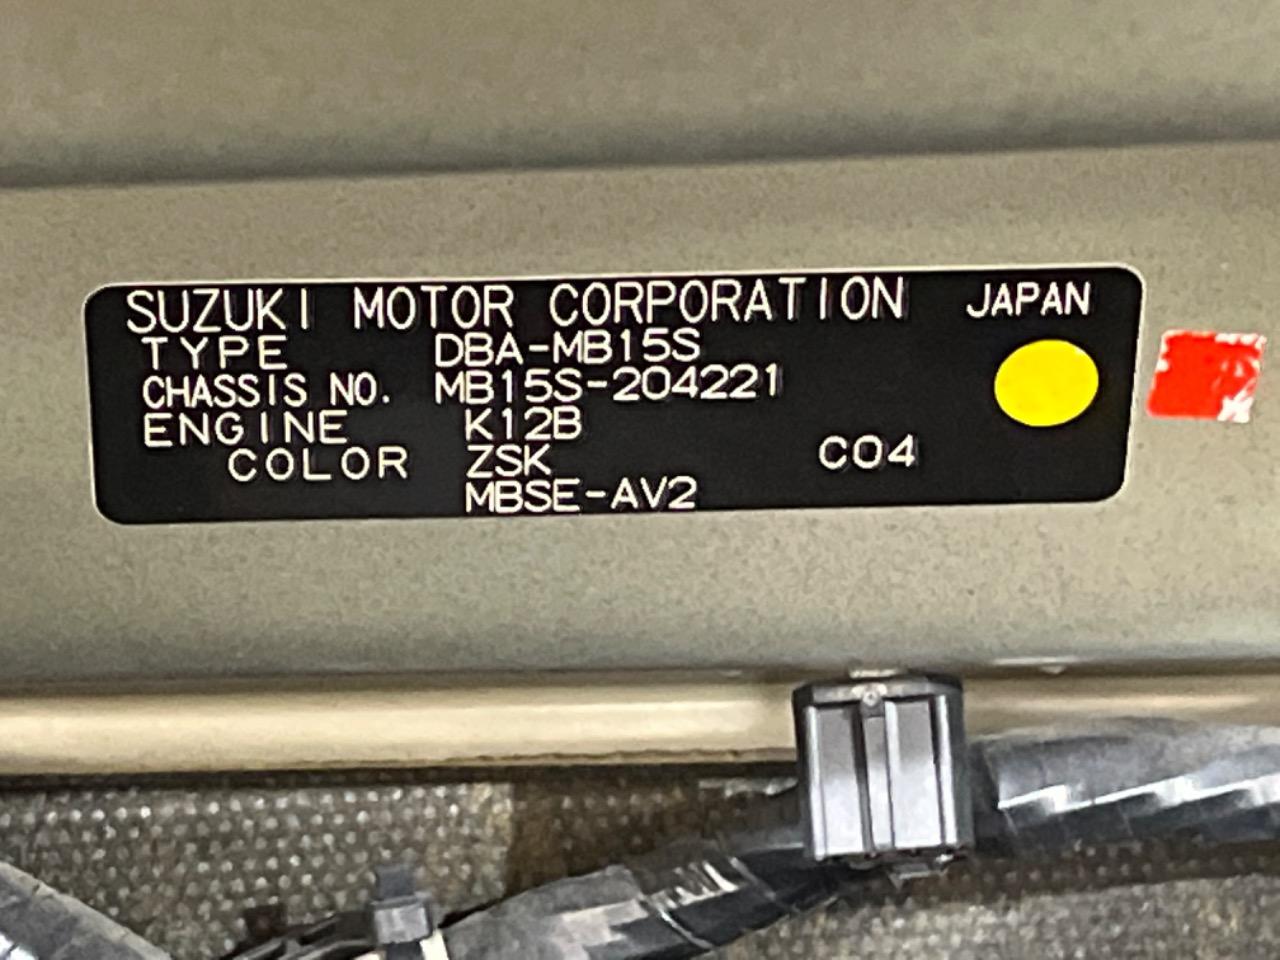 SUZUKI MOTOR CORPORATION JAPAN
TYPE DBA-MB15S
CHASSIS NO. MB15S-204221
ENGINE K12B
COLOR ZSK C04
MBSE-AV2